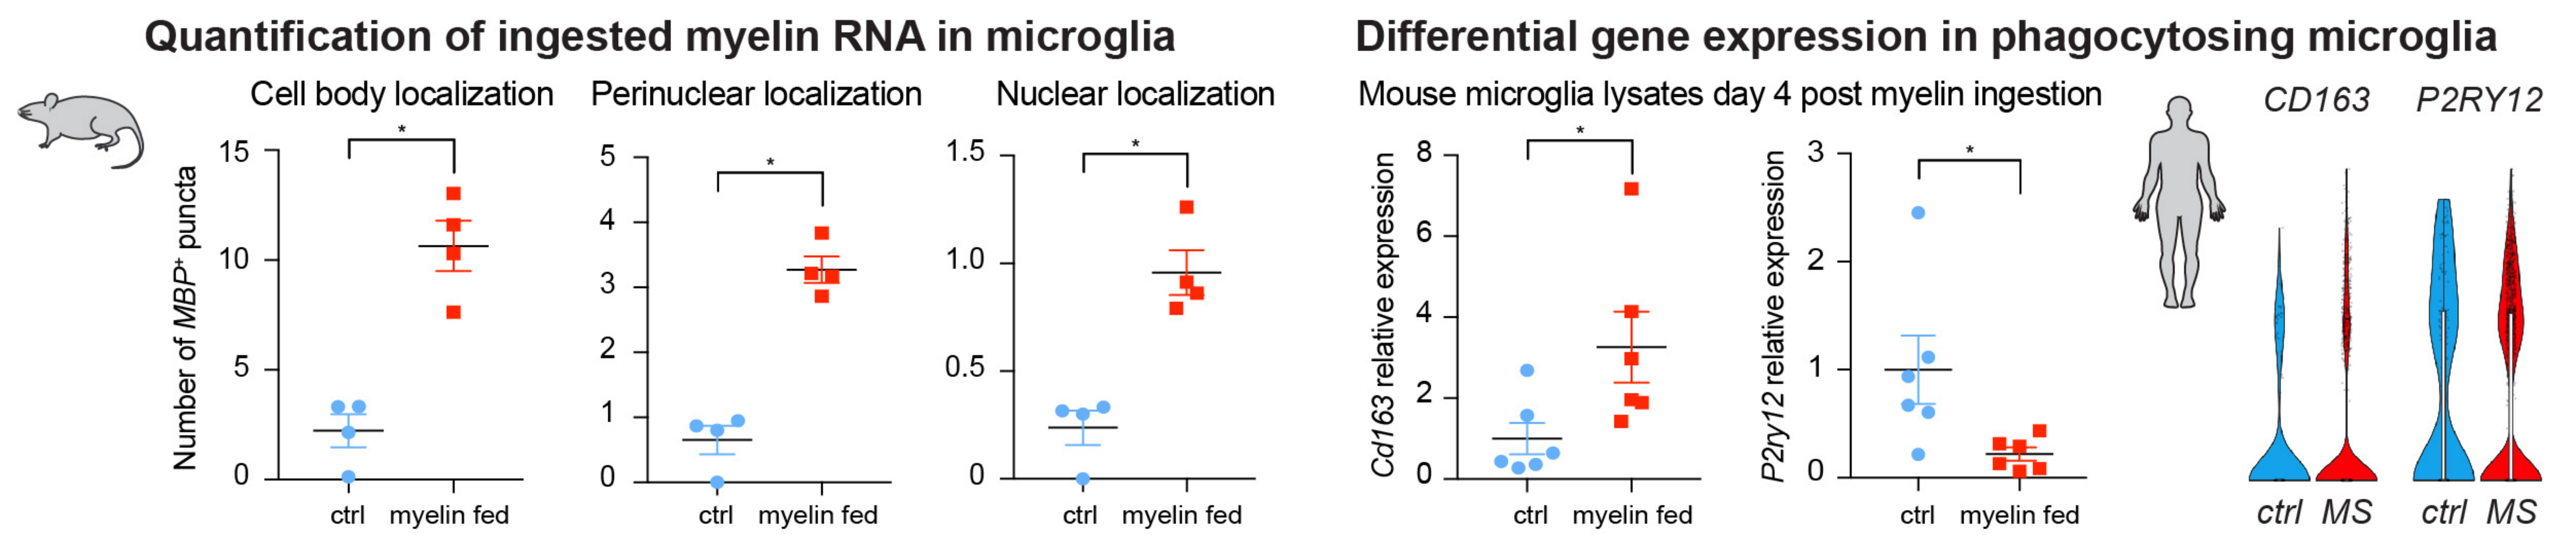 Quantification of ingested myelin RNA in microglia
Cell body localization
Number of MBP+ puncta
15
10
5
0
*
ctrl myelin fed
Perinuclear localization
5
4
3
2
1
0
*
ctrl myelin fed
Nuclear localization
1.5
1.0
0.5
0
*
ctrl myelin fed
Differential gene expression in phagocytosing microglia
Mouse microglia lysates day 4 post myelin ingestion
Cd163 relative expression
8
6
4
2
0
*
ctrl myelin fed
P2ry12 relative expression
3
2
1
0
*
ctrl myelin fed
CD163 P2RY12
ctrl MS ctrl MS